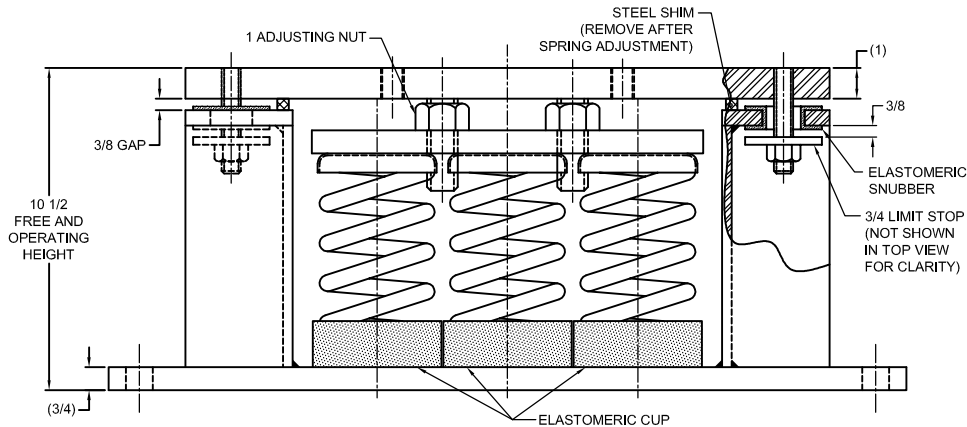 STEEL SHIM
(REMOVE AFTER
SPRING ADJUSTMENT)
1 ADJUSTING NUT
(1)
3/8
3/8 GAP
ELASTOMERIC
SNUBBER
10 1/2
FREE AND
OPERATING
HEIGHT
3/4 LIMIT STOP
(NOT SHOWN
IN TOP VIEW
FOR CLARITY)
(3/4)
ELASTOMERIC CUP